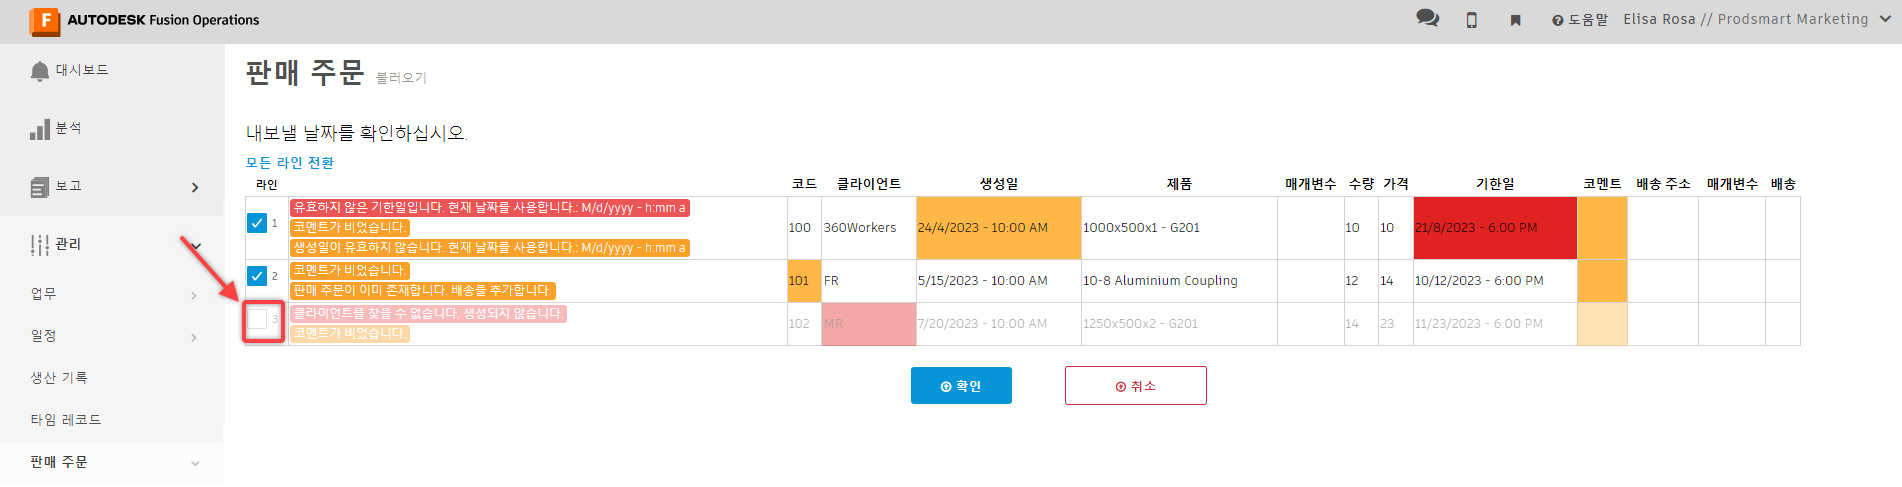 F AUTODESK Fusion Operations
도움말 Elisa Rosa // Prodsmart Marketing
대시보드
분석
보고
관리
업무
일정
생산 기록
타임 레코드
판매 주문
판매 주문 불러오기
내보낼 날짜를 확인하십시오.
모든 라인 전환
라인 코드 클라이언트 생성일 제품 매개변수 수량 가격 기한일 코멘트 배송 주소 매개변수 배송
유효하지 않은 기한일입니다. 현재 날짜를 사용합니다.: M/d/yyyy - h:mm a
1 코멘트가 비었습니다. 100 360Workers 24/4/2023 - 10:00 AM 1000x500x1 - G201 10 10 21/8/2023 - 6:00 PM
생성일이 유효하지 않습니다. 현재 날짜를 사용합니다.: M/d/yyyy - h:mm a
코멘트가 비었습니다.
2 101 FR 5/15/2023 - 10:00 AM 10-8 Aluminium Coupling 12 14 10/12/2023 - 6:00 PM
판매 주문이 이미 존재합니다. 배송을 추가합니다.
클라이언트를 찾을 수 없습니다. 생성되지 않습니다.
3 102 MR 7/20/2023 - 10:00 AM 1250x500x2 - G201 14 23 11/23/2023 - 6:00 PM
코멘트가 비었습니다.
확인 취소